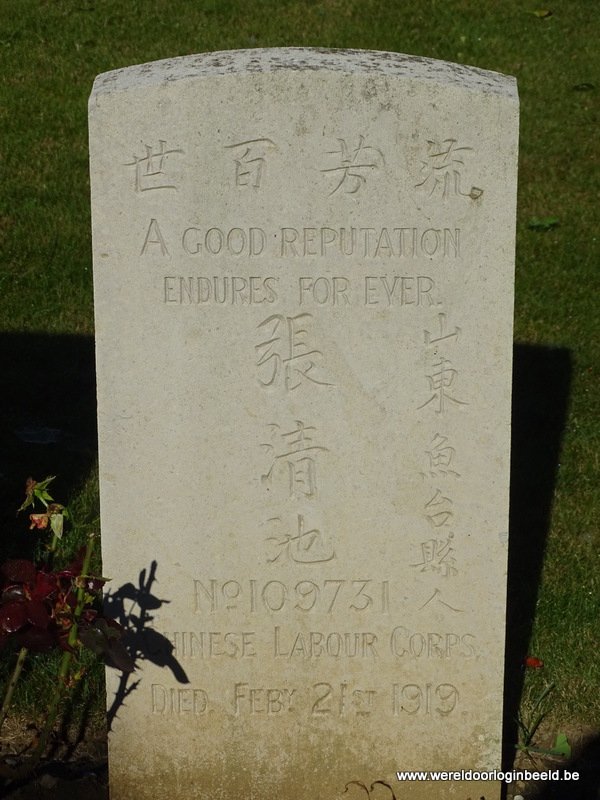 流芳百世
A GOOD REPUTATION
ENDURES FOR EVER.
山東魚台縣人
張清池
No 109731
CHINESE LABOUR CORPS.
DIED FEBY 21ST 1919.
www.wereldoorloginbeeld.be